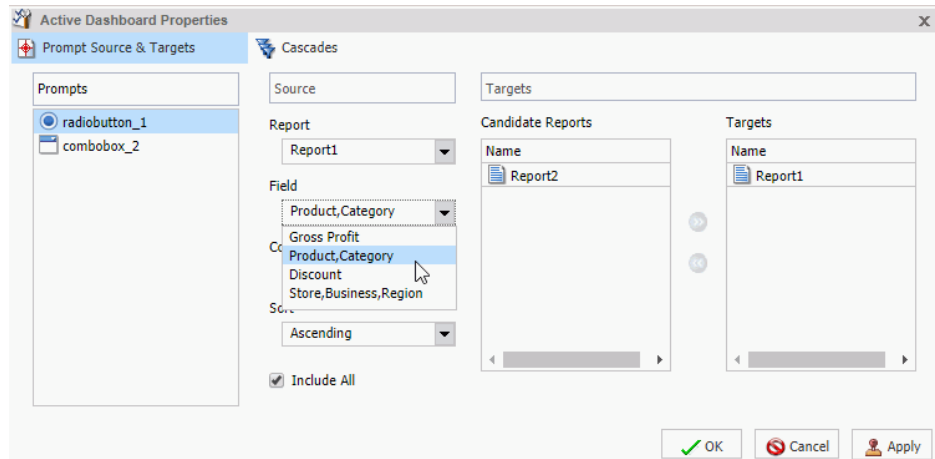 Active Dashboard Properties
X
Prompt Source & Targets
Cascades
Prompts
radiobutton_1
combobox_2
Source
Report
Report1
Field
Product,Category
Gross Profit
Product,Category
Discount
Store,Business,Region
Ascending
Include All
Targets
Candidate Reports
Name
Report2
Targets
Name
Report1
OK
Cancel
Apply